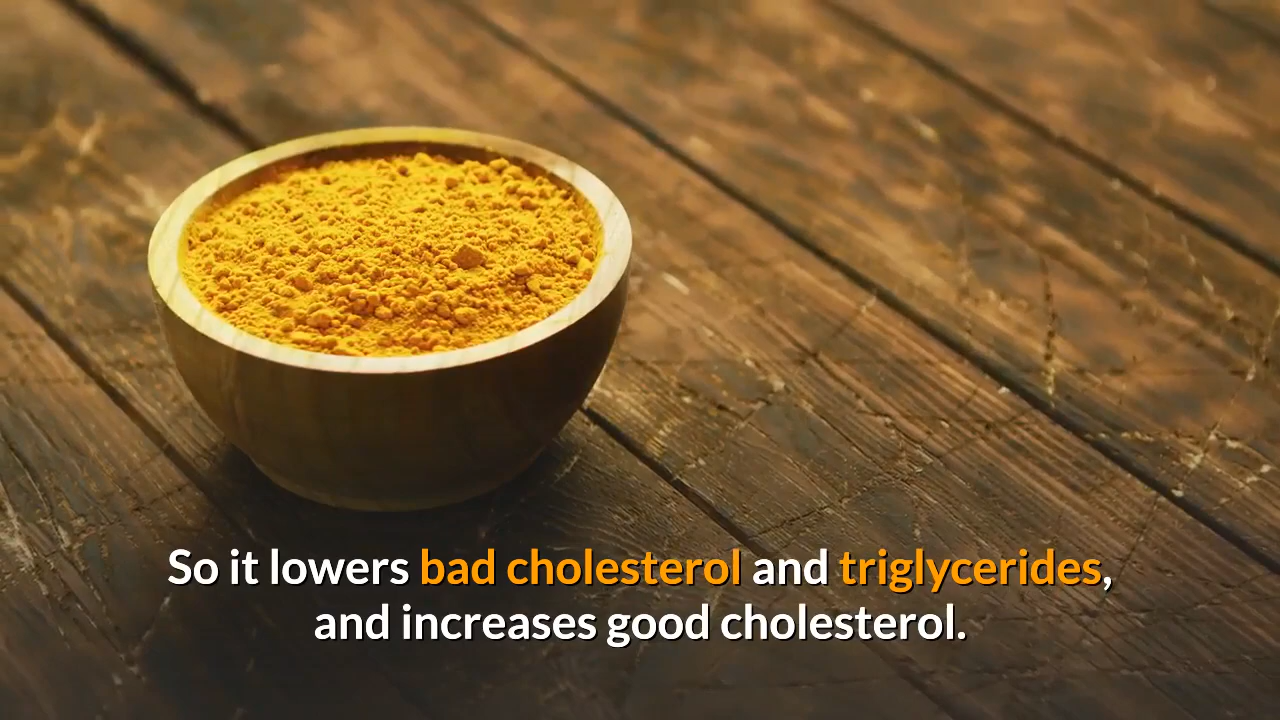 So it lowers bad cholesterol and triglycerides,
and increases good cholesterol.